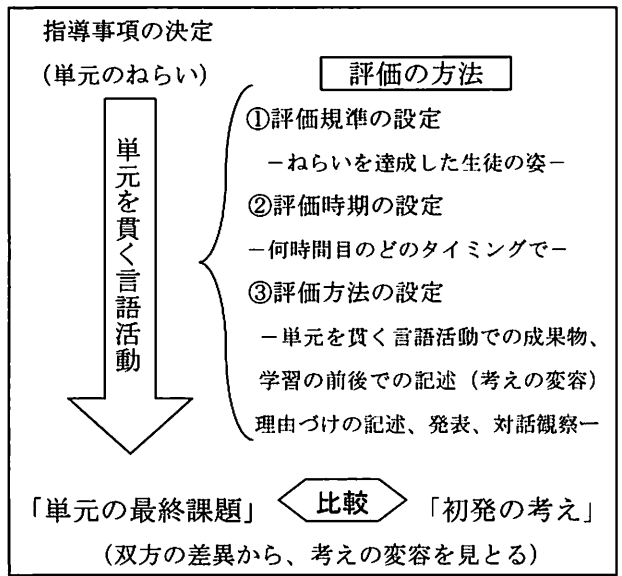 指導事項の決定
(単元のねらい)
単元を貫く言語活動
評価の方法
①評価規準の設定
－ねらいを達成した生徒の姿－
②評価時期の設定
－何時間目のどのタイミングで－
③評価方法の設定
－単元を貫く言語活動での成果物、
学習の前後での記述（考えの変容）
理由づけの記述、発表、対話観察－
「単元の最終課題」 比較 「初発の考え」
（双方の差異から、考えの変容を見とる）